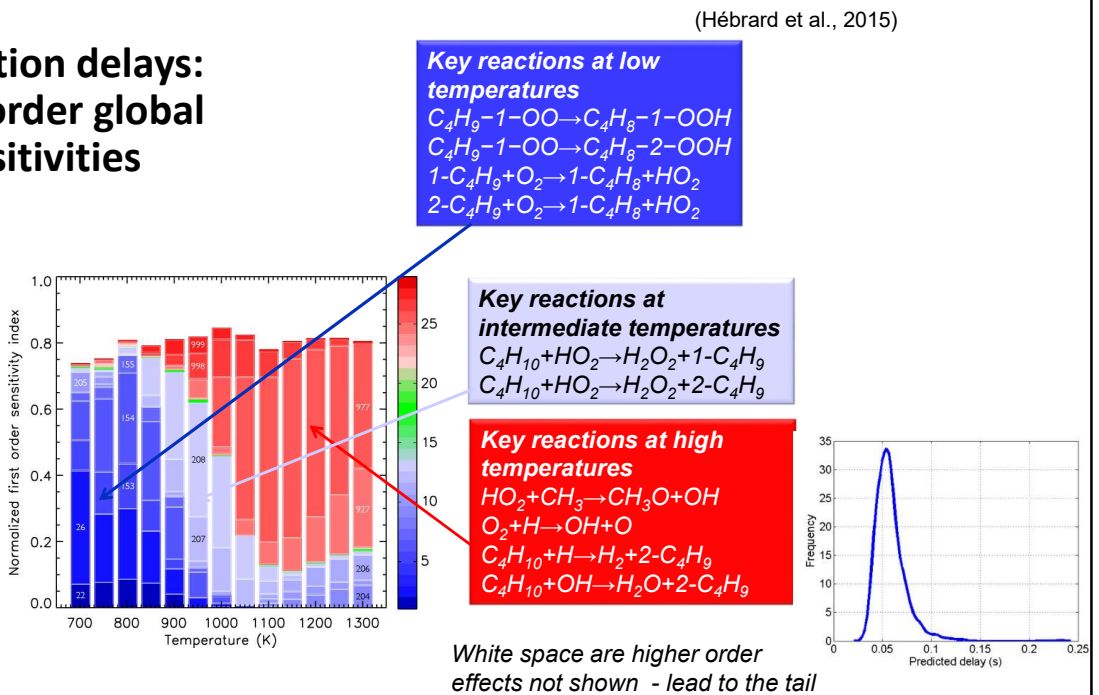 (Hébrard et al., 2015)
tion delays:
order global
sitivities
Key reactions at low
temperatures
C₄H₉−1−OO→C₄H₈−1−OOH
C₄H₉−1−OO→C₄H₈−2−OOH
1-C₄H₉+O₂→1-C₄H₈+HO₂
2-C₄H₉+O₂→1-C₄H₈+HO₂
Key reactions at
intermediate temperatures
C₄H₁₀+HO₂→H₂O₂+1-C₄H₉
C₄H₁₀+HO₂→H₂O₂+2-C₄H₉
Key reactions at high
temperatures
HO₂+CH₃→CH₃O+OH
O₂+H→OH+O
C₄H₁₀+H→H₂+2-C₄H₉
C₄H₁₀+OH→H₂O+2-C₄H₉
Normalized first order sensitivity index
1.0
0.8
0.6
0.4
0.2
0.0
205
26
22
155
154
153
999
998
208
207
977
927
206
204
700 800 900 1000 1100 1200 1300
Temperature (K)
25
20
15
10
5
Frequency
35
30
25
20
15
10
5
0
0 0.05 0.1 0.15 0.2 0.25
Predicted delay (s)
White space are higher order
effects not shown - lead to the tail